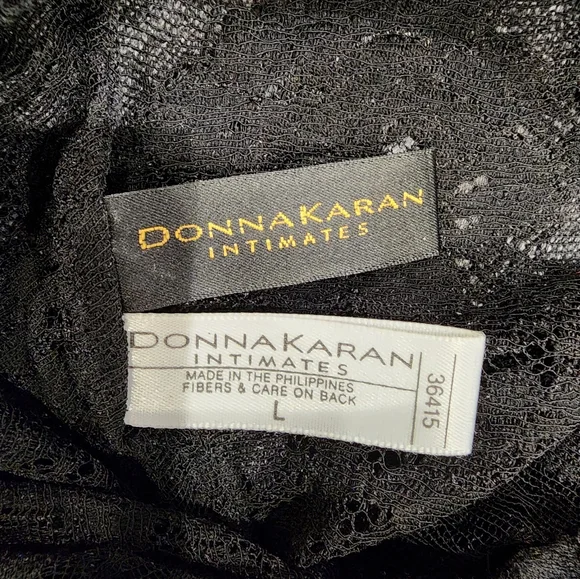 DONNAKARAN
INTIMATES
DONNAKARAN
INTIMATES
MADE IN THE PHILIPPINES
FIBERS & CARE ON BACK
L
36415